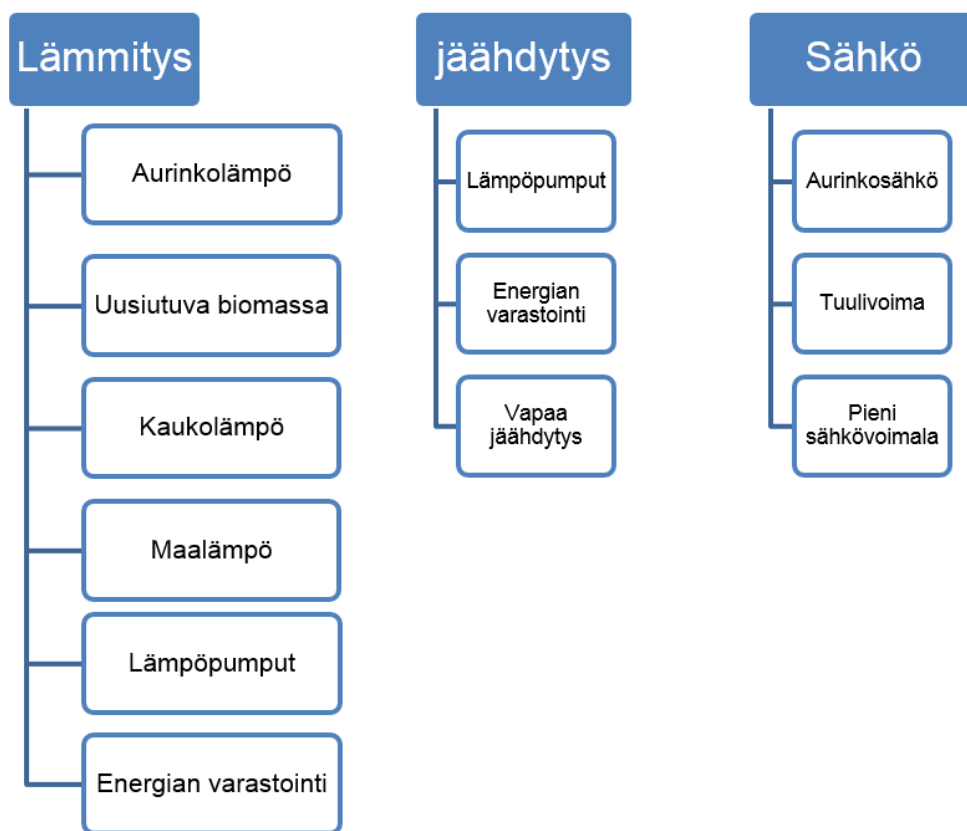 Lämmitys
Aurinkolämpö
Uusiutuva biomassa
Kaukolämpö
Maalämpö
Lämpöpumput
Energian varastointi
jäähdytys
Lämpöpumput
Energian
varastointi
Vapaa
jäähdytys
Sähkö
Aurinkosähkö
Tuulivoima
Pieni
sähkövoimala